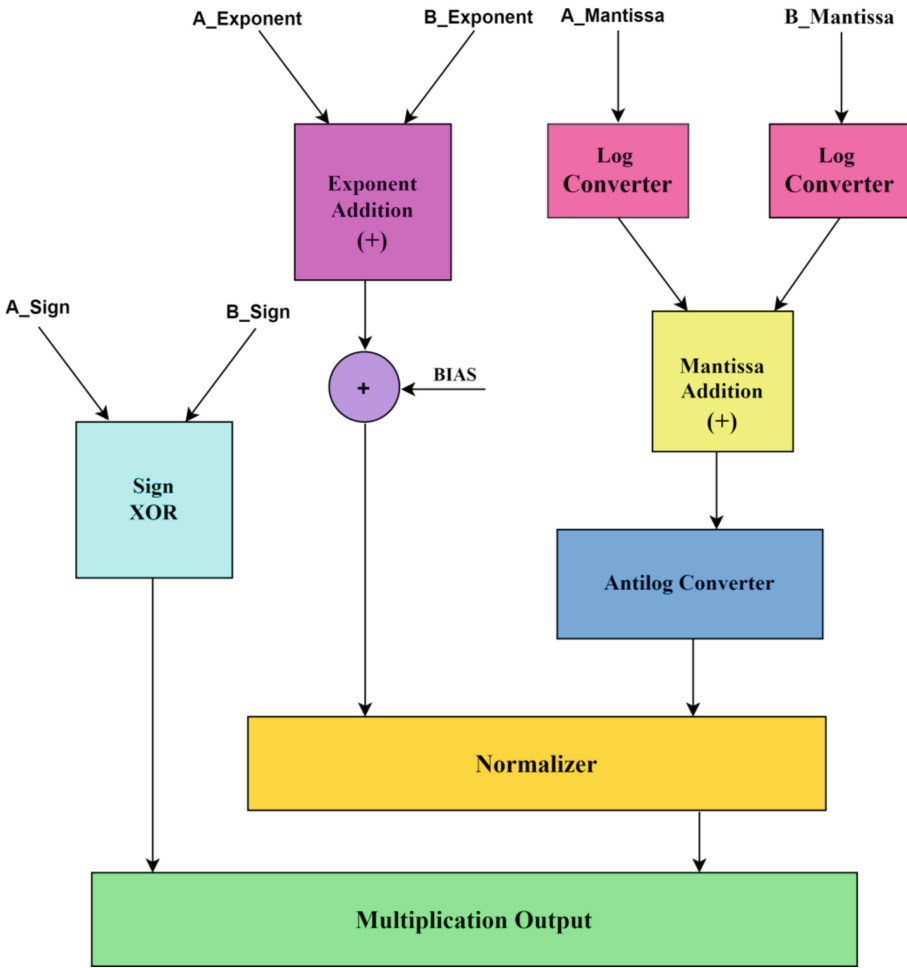 A_Exponent
B_Exponent
A_Mantissa
B_Mantissa
Exponent
Addition
(+)
Log
Converter
Log
Converter
A_Sign
B_Sign
+
BIAS
Mantissa
Addition
(+)
Sign
XOR
Antilog Converter
Normalizer
Multiplication Output